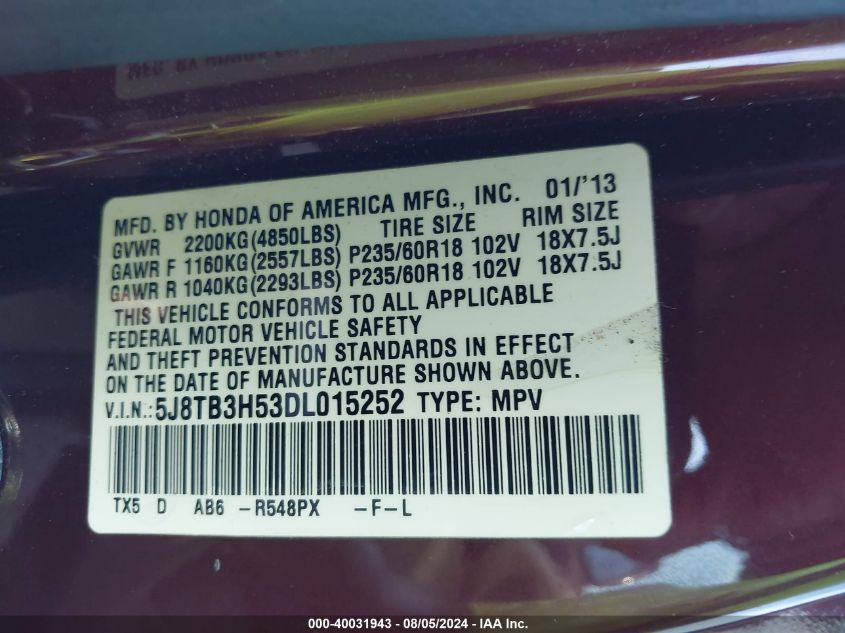 MFD. BY HONDA OF AMERICA MFG., INC. 01/'13
GVWR 2200KG(4850LBS) TIRE SIZE RIM SIZE
GAWR F 1160KG(2557LBS) P235/60R18 102V 18X7.5J
GAWR R 1040KG(2293LBS) P235/60R18 102V 18X7.5J
THIS VEHICLE CONFORMS TO ALL APPLICABLE
FEDERAL MOTOR VEHICLE SAFETY
AND THEFT PREVENTION STANDARDS IN EFFECT
ON THE DATE OF MANUFACTURE SHOWN ABOVE.
V.I.N.:5J8TB3H53DL015252 TYPE: MPV
TX5 D AB6 -R548PX -F-L
000-40031943 - 08/05/2024 - IAA Inc.